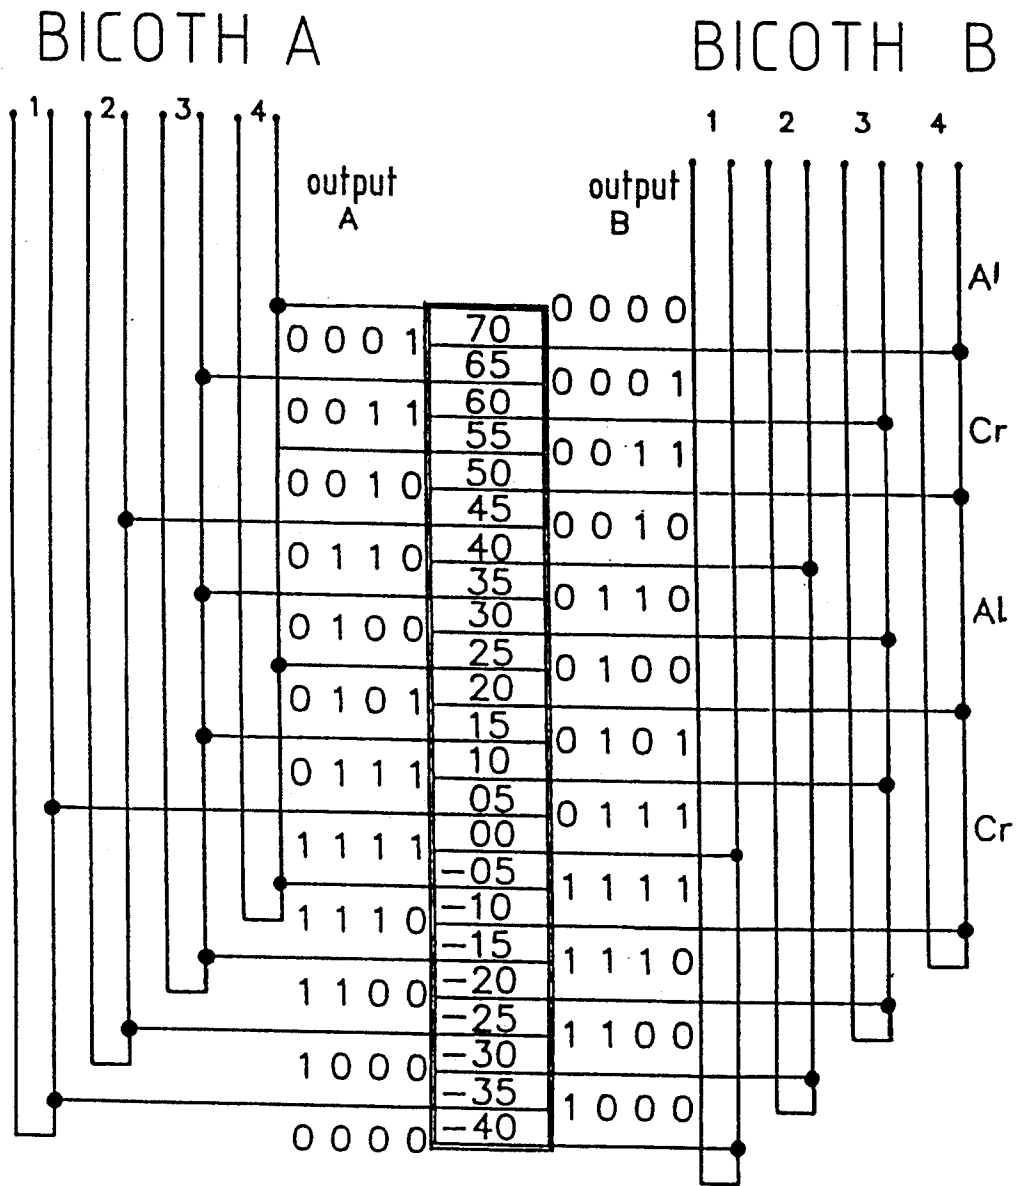 BICOTH A
BICOTH B
1 2 3 4
1 2 3 4
output A
output B
Al
Cr
Al
Cr
0 0 0 0
70
0 0 0 1
65
0 0 0 1
60
0 0 1 1
55
0 0 1 1
50
0 0 1 0
45
0 0 1 0
40
0 1 1 0
35
0 1 1 0
30
0 1 0 0
25
0 1 0 0
20
0 1 0 1
15
0 1 0 1
10
0 1 1 1
05
0 1 1 1
00
1 1 1 1
-05
1 1 1 1
-10
1 1 1 0
-15
1 1 1 0
-20
1 1 0 0
-25
1 1 0 0
-30
1 0 0 0
-35
1 0 0 0
-40
0 0 0 0